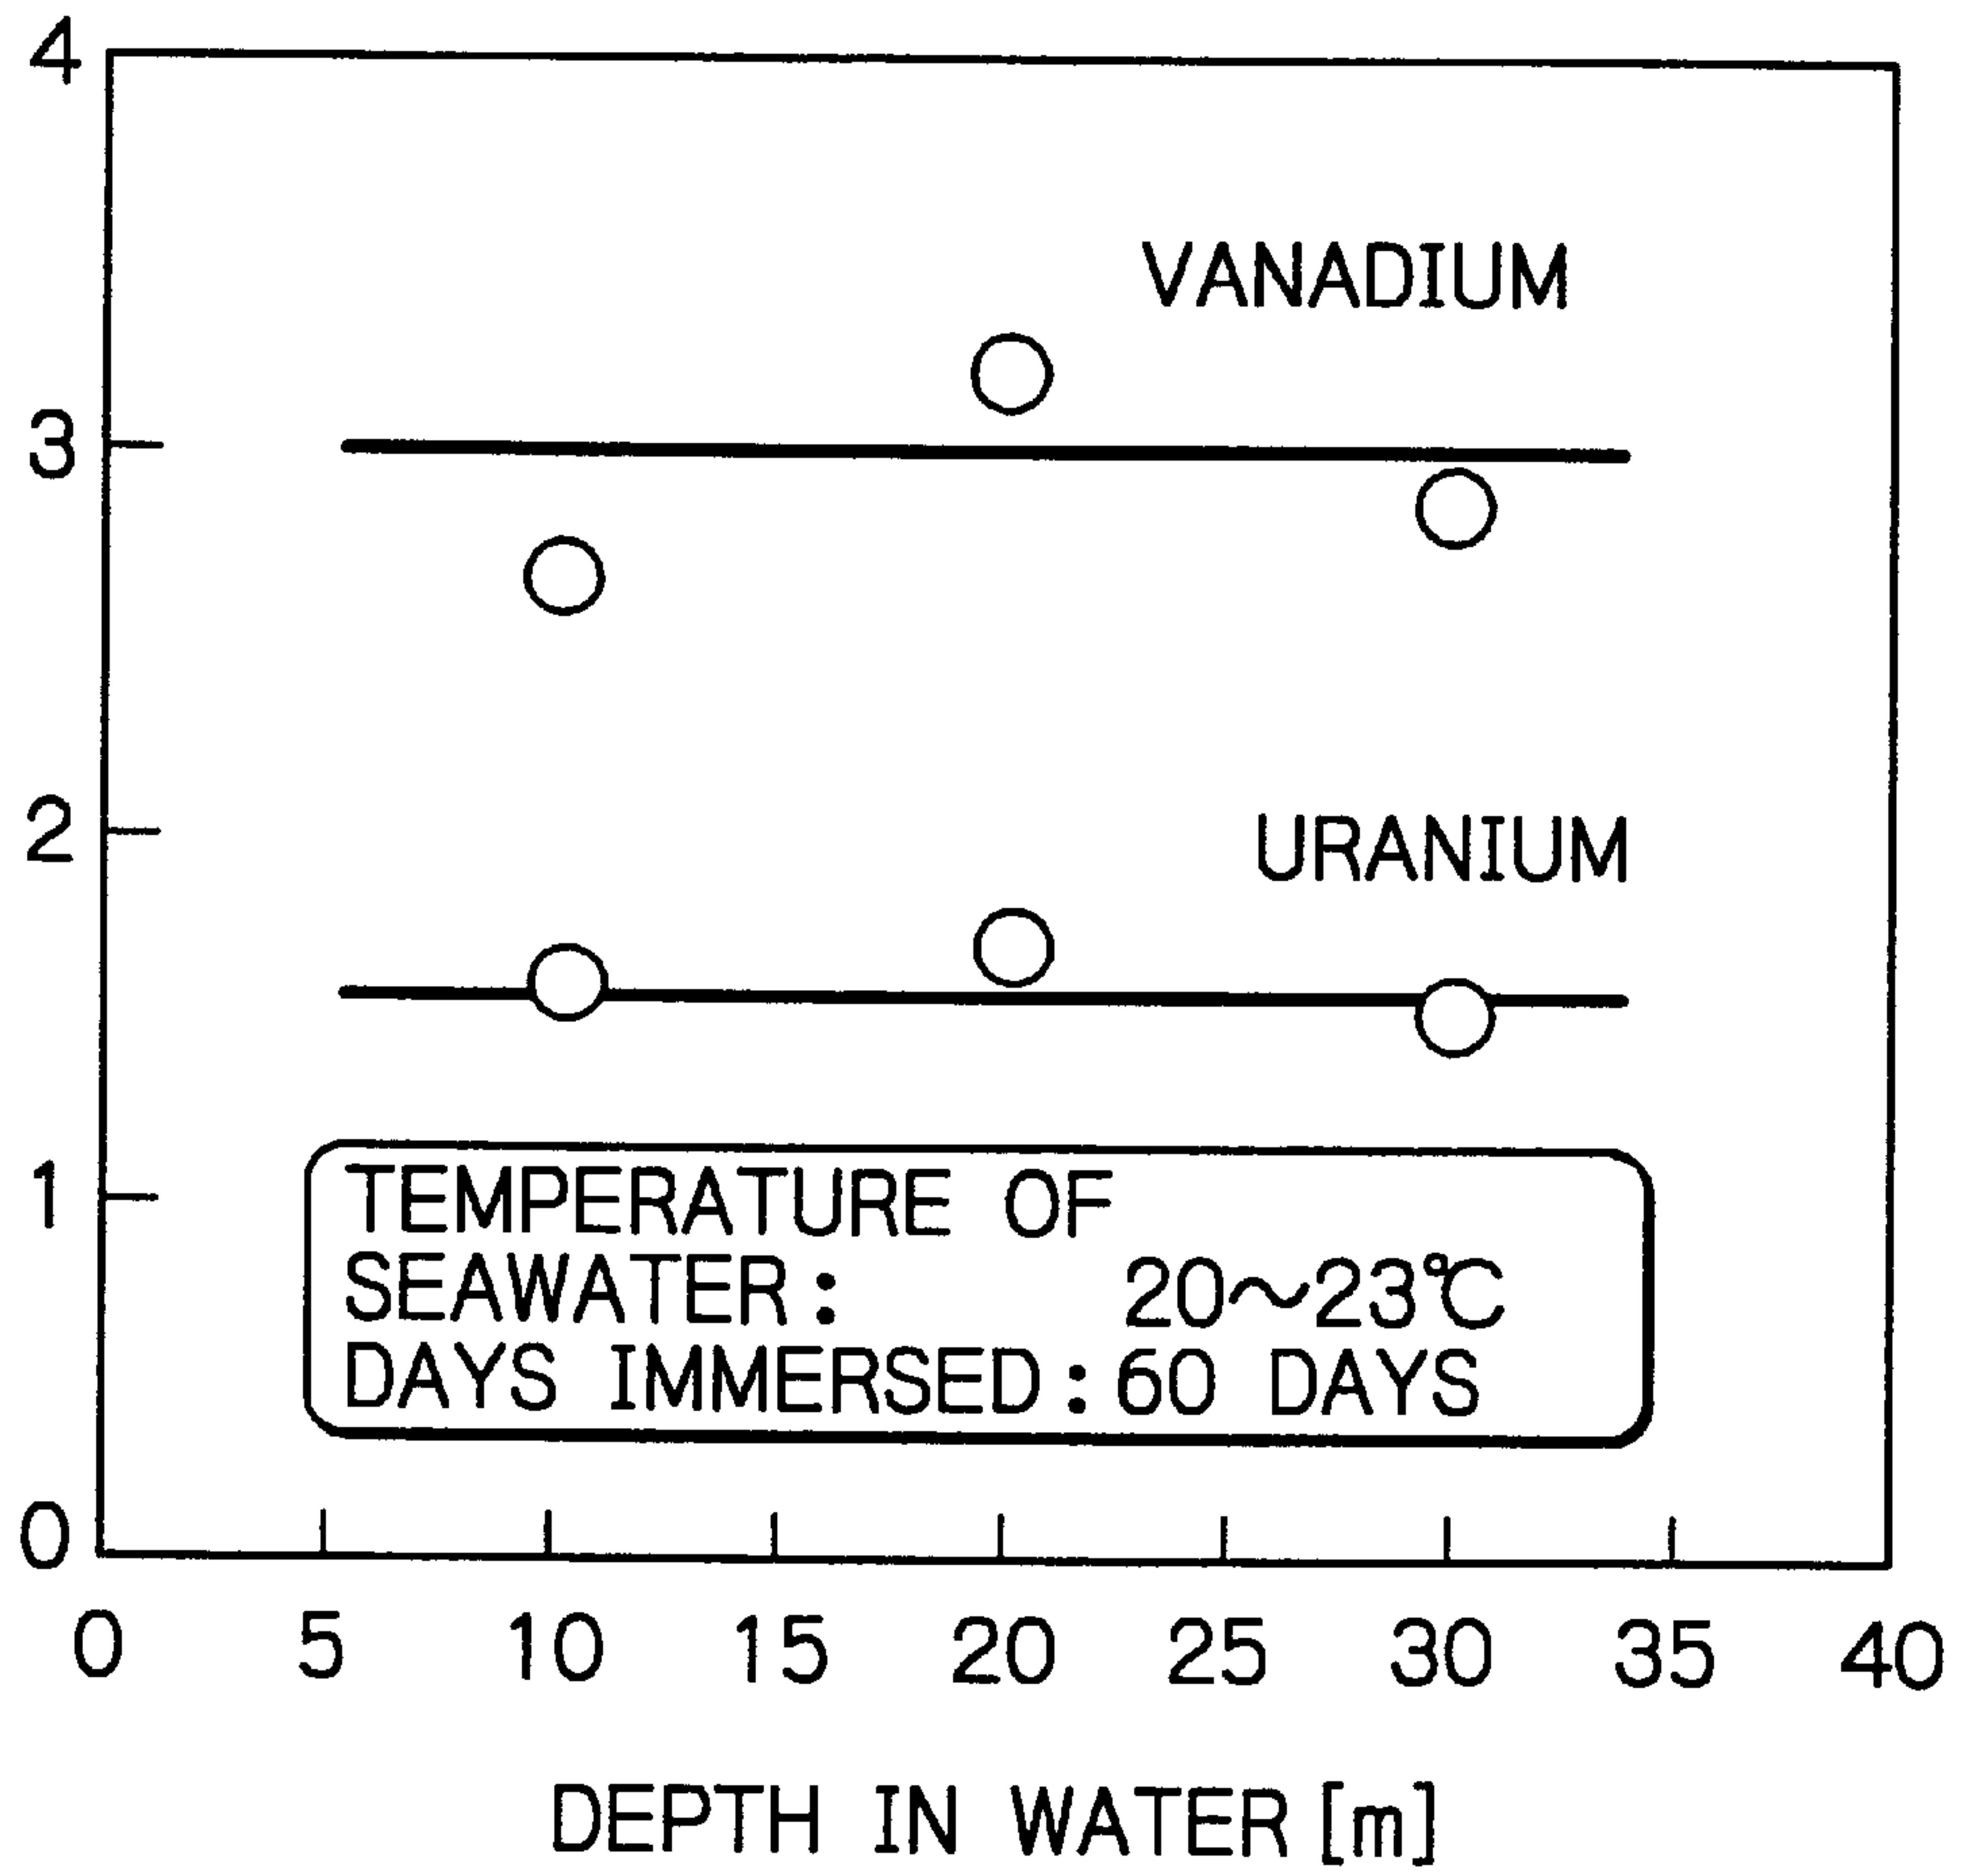 4
VANADIUM
3
2
URANIUM
1
TEMPERATURE OF
SEAWATER: 20~23℃
DAYS IMMERSED: 60 DAYS
0
0 5 10 15 20 25 30 35 40
DEPTH IN WATER [m]